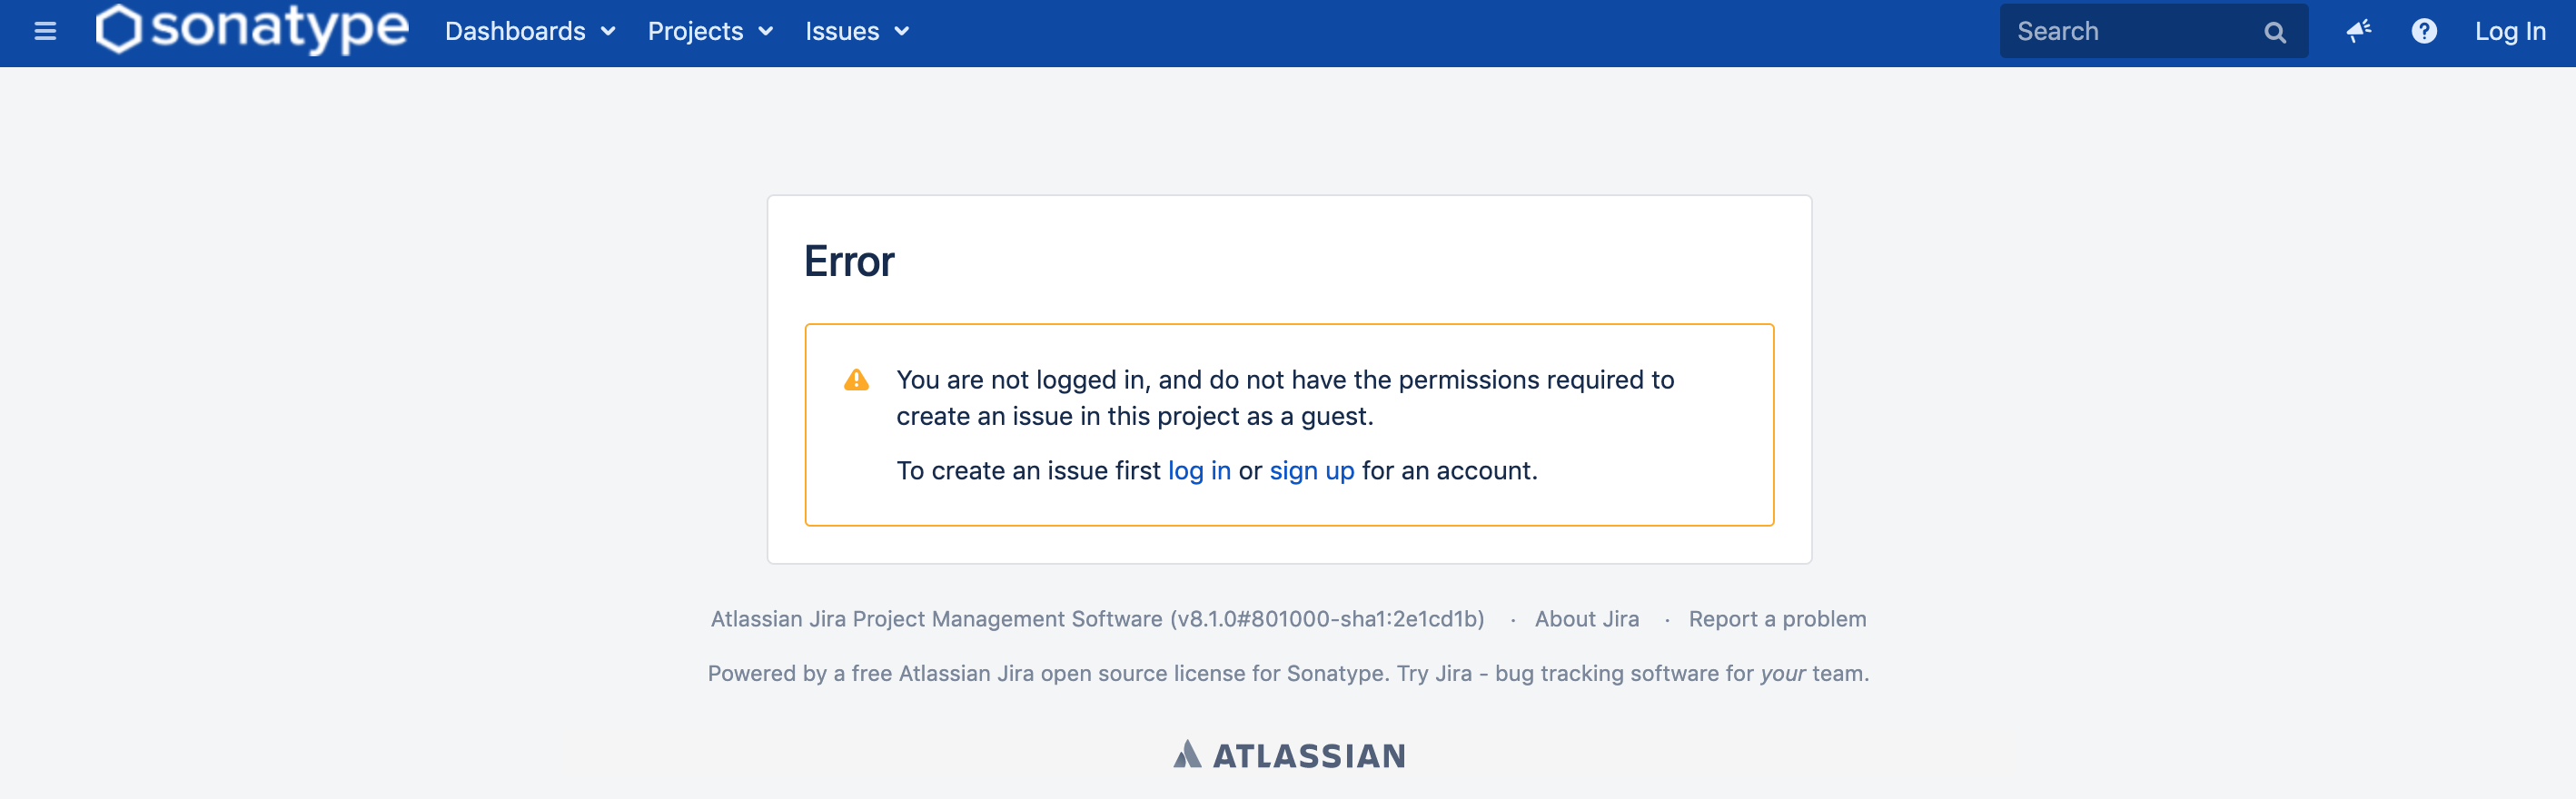 sonatype Dashboards Projects Issues Search Log In
Error
You are not logged in, and do not have the permissions required to
create an issue in this project as a guest.
To create an issue first log in or sign up for an account.
Atlassian Jira Project Management Software (v8.1.0#801000-sha1:2e1cd1b) · About Jira · Report a problem
Powered by a free Atlassian Jira open source license for Sonatype. Try Jira - bug tracking software for your team.
ATLASSIAN